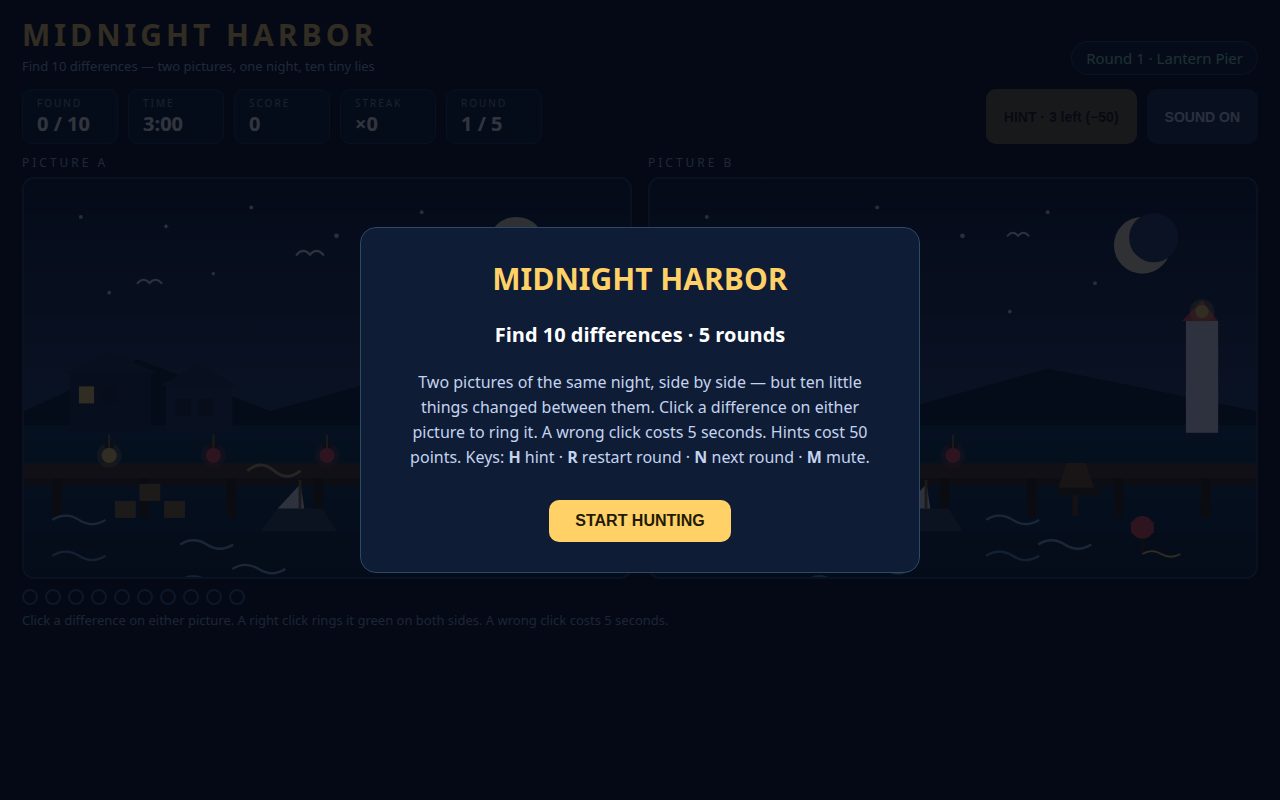 MIDNIGHT HARBOR
Find 10 differences — two pictures, one night, ten tiny lies
Round 1 · Lantern Pier
FOUND
0 / 10
TIME
3:00
SCORE
0
STREAK
×0
ROUND
1 / 5
HINT · 3 left (−50)
SOUND ON
PICTURE A
PICTURE B
MIDNIGHT HARBOR
Find 10 differences · 5 rounds
Two pictures of the same night, side by side — but ten little
things changed between them. Click a difference on either
picture to ring it. A wrong click costs 5 seconds. Hints cost 50
points. Keys: H hint · R restart round · N next round · M mute.
START HUNTING
Click a difference on either picture. A right click rings it green on both sides. A wrong click costs 5 seconds.